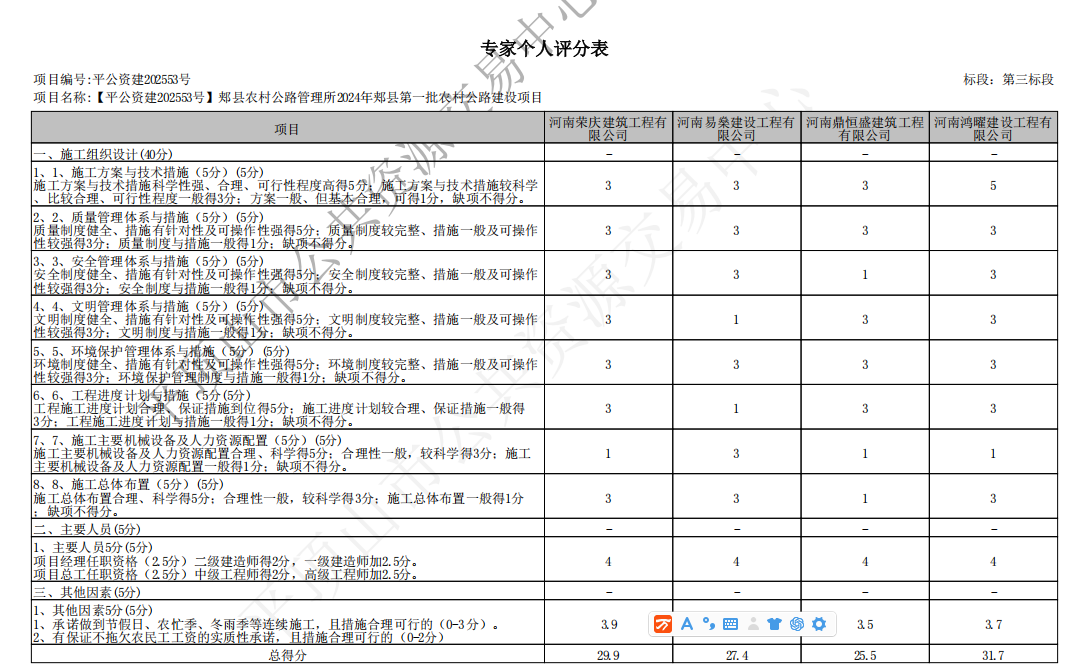 专家个人评分表
项目编号:平公资建202553号 标段：第三标段
项目名称:【平公资建202553号】郏县农村公路管理所2024年郏县第一批农村公路建设项目
项目 河南荣庆建筑工程有限公司 河南易燊建设工程有限公司 河南鼎恒盛建筑工程有限公司 河南鸿曜建设工程有限公司
一、施工组织设计(40分) － － － －
1、1、施工方案与技术措施（5分）(5分)
施工方案与技术措施科学性强、合理、可行性程度高得5分；施工方案与技术措施较科学
、比较合理、可行性程度一般得3分；方案一般、但基本合理，可得1分，缺项不得分。
3 3 3 5
2、2、质量管理体系与措施（5分）(5分)
质量制度健全、措施有针对性及可操作性强得5分；质量制度较完整、措施一般及可操作
性较强得3分；质量制度与措施一般得1分；缺项不得分。
3 3 3 3
3、3、安全管理体系与措施（5分）(5分)
安全制度健全、措施有针对性及可操作性强得5分；安全制度较完整、措施一般及可操作
性较强得3分；安全制度与措施一般得1分；缺项不得分。
3 3 1 3
4、4、文明管理体系与措施（5分）(5分)
文明制度健全、措施有针对性及可操作性强得5分；文明制度较完整、措施一般及可操作
性较强得3分；文明制度与措施一般得1分；缺项不得分。
3 1 3 3
5、5、环境保护管理体系与措施（5分）(5分)
环境制度健全、措施有针对性及可操作性强得5分；环境制度较完整、措施一般及可操作
性较强得3分；环境保护管理制度与措施一般得1分；缺项不得分。
3 3 3 3
6、6、工程进度计划与措施（5分）(5分)
工程施工进度计划合理、保证措施到位得5分；施工进度计划较合理、保证措施一般得
3分；工程施工进度计划与措施一般得1分；缺项不得分。
3 1 3 3
7、7、施工主要机械设备及人力资源配置（5分）(5分)
施工主要机械设备及人力资源配置合理、科学得5分；合理性一般，较科学得3分；施工
主要机械设备及人力资源配置一般得1分；缺项不得分。
1 3 1 1
8、8、施工总体布置（5分）(5分)
施工总体布置合理、科学得5分；合理性一般，较科学得3分；施工总体布置一般得1分
；缺项不得分。
3 3 1 3
二、主要人员(5分) － － － －
1、主要人员5分(5分)
项目经理任职资格（2.5分）二级建造师得2分，一级建造师加2.5分。
项目总工任职资格（2.5分）中级工程师得2分，高级工程师加2.5分。
4 4 4 4
三、其他因素(5分) － － － －
1、其他因素5分(5分)
1、承诺做到节假日、农忙季、冬雨季等连续施工，且措施合理可行的（0-3分）。
2、有保证不拖欠农民工工资的实质性承诺，且措施合理可行的（0-2分）
3.9 3.5 3.7
总得分 29.9 27.4 25.5 31.7
平顶山市公共资源交易中心
平顶山市公共资源交易中心